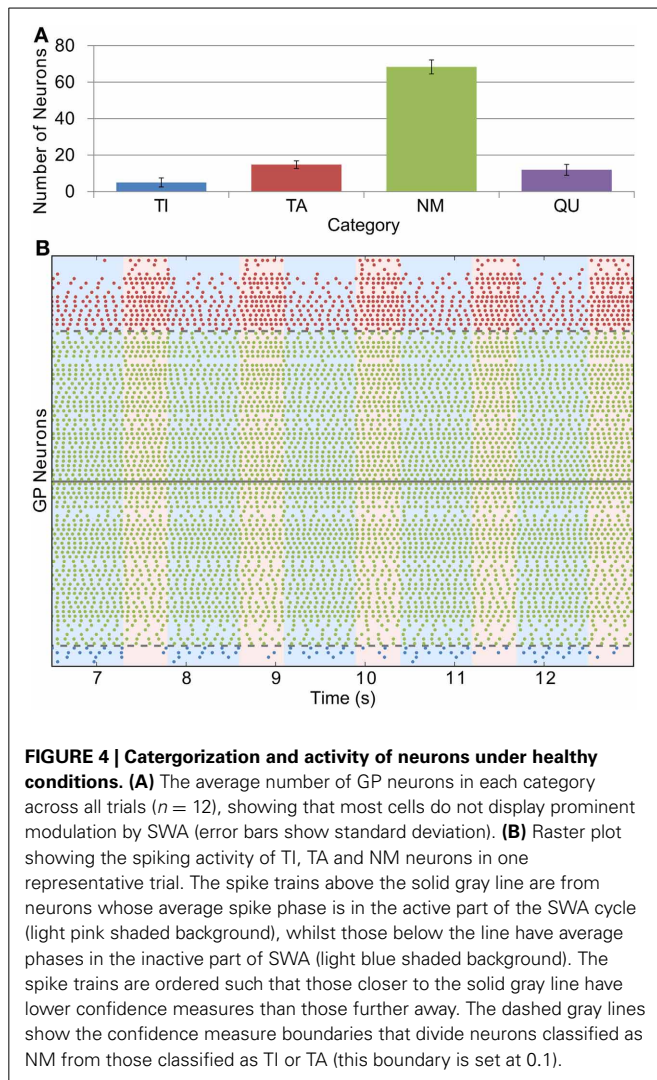 A
Number of Neurons
80
60
40
20
0
TI
TA
NM
QU
Category
B
GP Neurons
7
8
9
10
11
12
Time (s)
FIGURE 4 | Catergorization and activity of neurons under healthy
conditions. (A) The average number of GP neurons in each category
across all trials (n = 12), showing that most cells do not display prominent
modulation by SWA (error bars show standard deviation). (B) Raster plot
showing the spiking activity of TI, TA and NM neurons in one
representative trial. The spike trains above the solid gray line are from
neurons whose average spike phase is in the active part of the SWA cycle
(light pink shaded background), whilst those below the line have average
phases in the inactive part of SWA (light blue shaded background). The
spike trains are ordered such that those closer to the solid gray line have
lower confidence measures than those further away. The dashed gray lines
show the confidence measure boundaries that divide neurons classified as
NM from those classified as TI or TA (this boundary is set at 0.1).